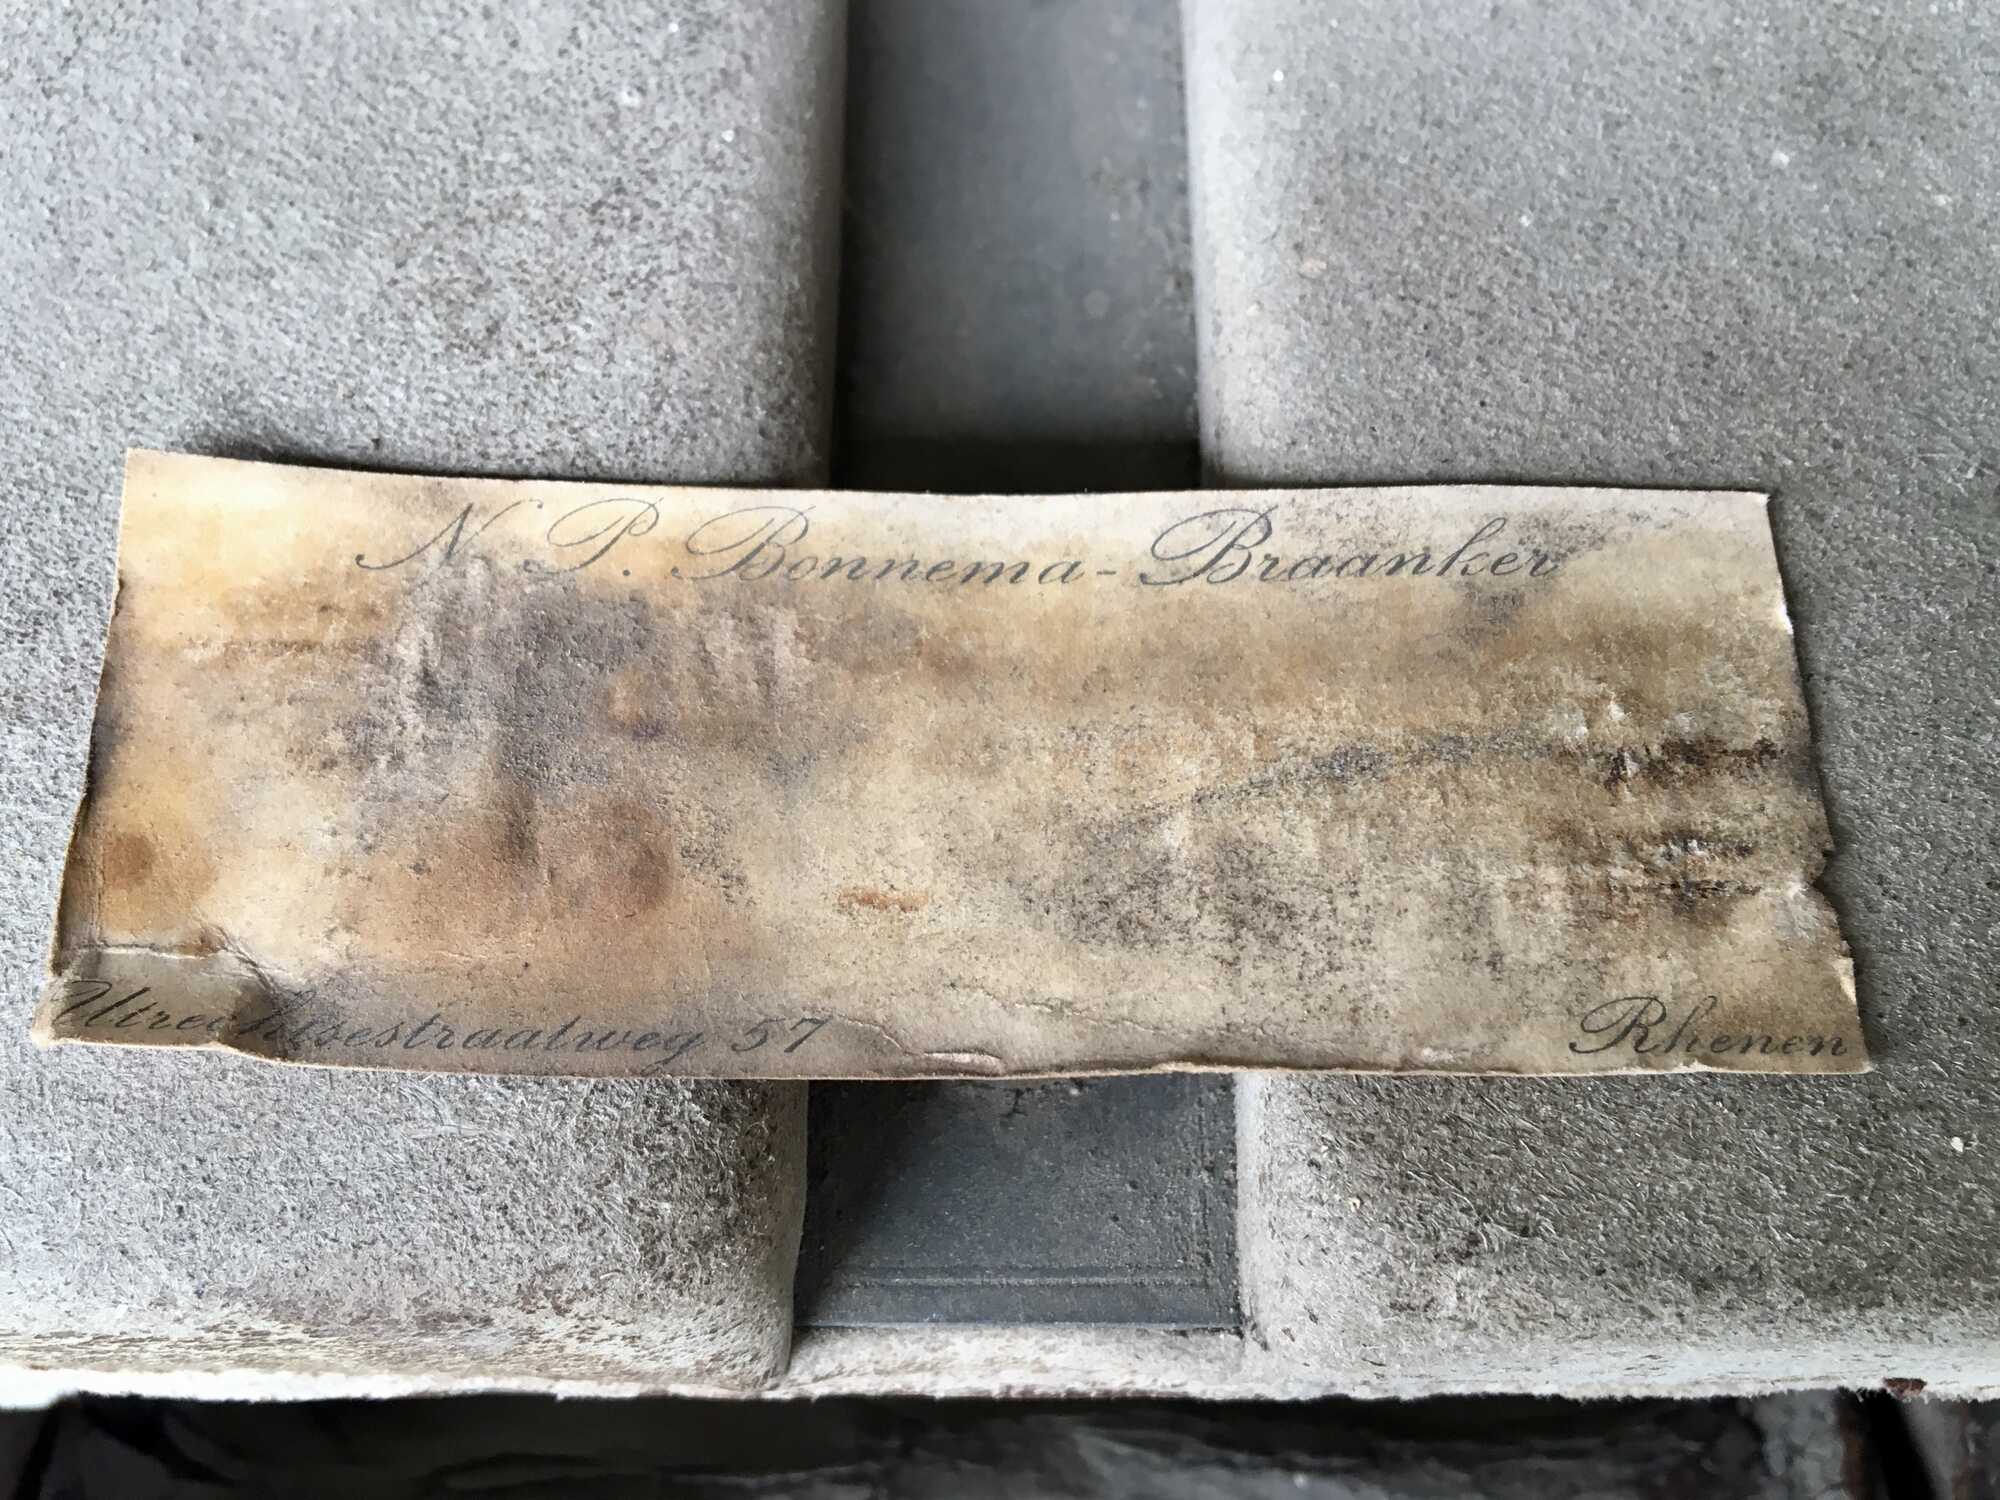 N. P. Bonnema-Braanker
Utrechtsestraatweg 57
Rhenen